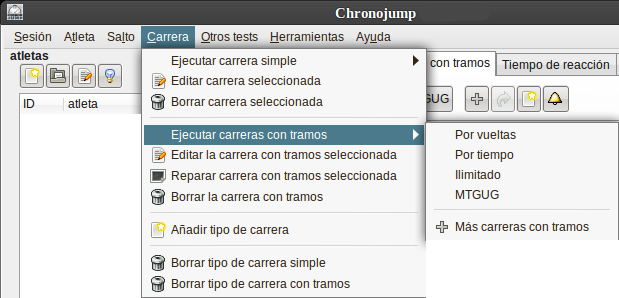 Chronojump
Sesión Atleta Salto Carrera Otros tests Herramientas Ayuda
atletas
ID atleta
Ejecutar carrera simple
Editar carrera seleccionada
Borrar carrera seleccionada
Ejecutar carreras con tramos
Editar la carrera con tramos seleccionada
Reparar carrera con tramos seleccionada
Borrar la carrera con tramos
Añadir tipo de carrera
Borrar tipo de carrera simple
Borrar tipo de carrera con tramos
con tramos Tiempo de reacción
GUG
Por vueltas
Por tiempo
Ilimitado
MTGUG
Más carreras con tramos